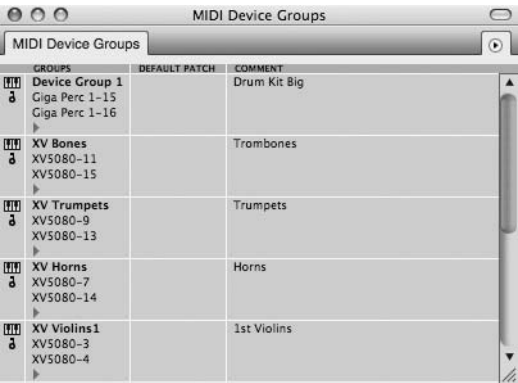 MIDI Device Groups
MIDI Device Groups
GROUPS DEFAULT PATCH COMMENT
Device Group 1 Drum Kit Big
Giga Perc 1-15
Giga Perc 1-16
XV Bones Trombones
XV5080-11
XV5080-15
XV Trumpets Trumpets
XV5080-9
XV5080-13
XV Horns Horns
XV5080-7
XV5080-14
XV Violins1 1st Violins
XV5080-3
XV5080-4